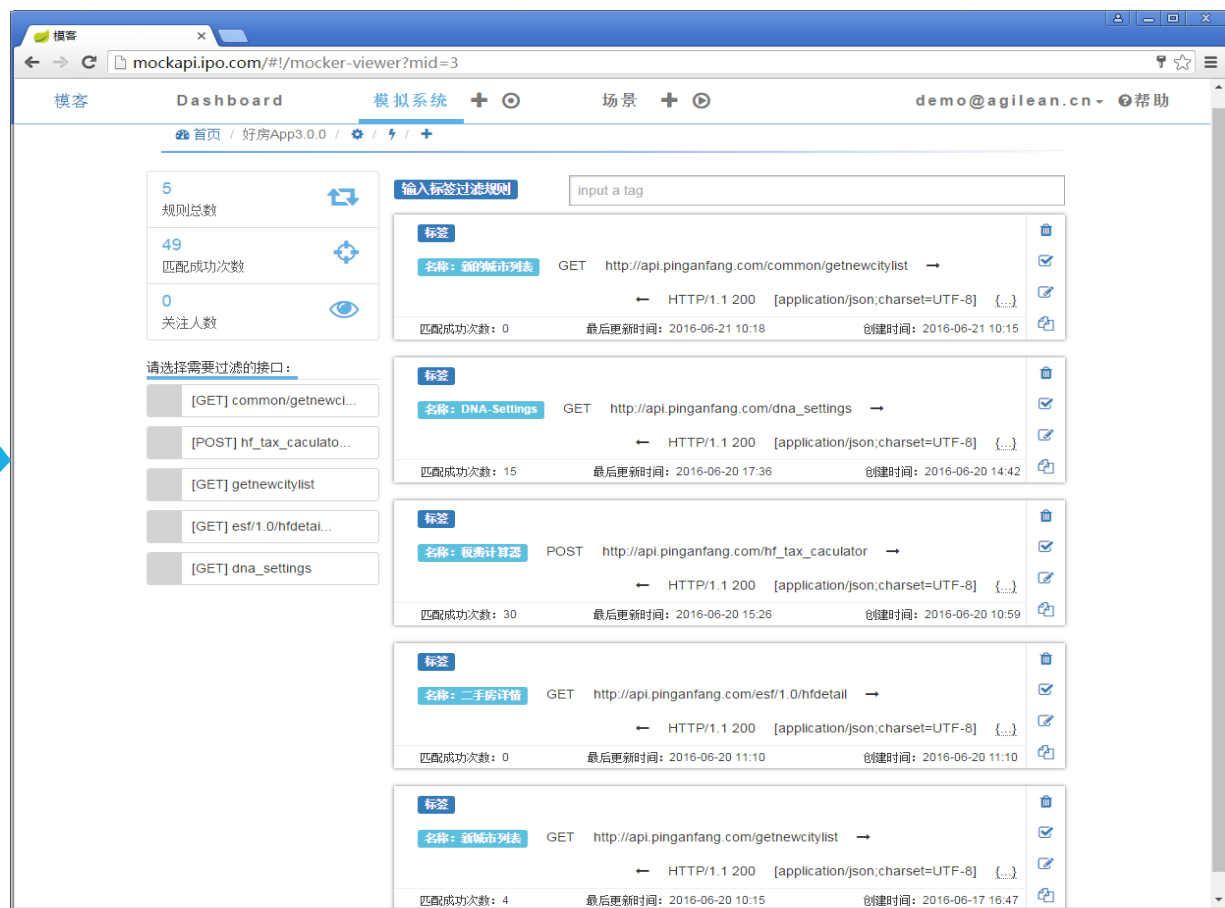 模客
mockapi.ipo.com/#!/mocker-viewer?mid=3
模客 Dashboard 模拟系统 场景 demo@agilean.cn 帮助
首页 / 好房App3.0.0 / / /
5
规则总数
49
匹配成功次数
0
关注人数
请选择需要过滤的接口：
[GET] common/getnewci...
[POST] hf_tax_caculato...
[GET] getnewcitylist
[GET] esf/1.0/hfdetai...
[GET] dna_settings
输入标签过滤规则 input a tag
标签
名称：新的城市列表 GET http://api.pinganfang.com/common/getnewcitylist →
← HTTP/1.1 200 [application/json;charset=UTF-8] {...}
匹配成功次数：0 最后更新时间：2016-06-21 10:18 创建时间：2016-06-21 10:15
标签
名称：DNA-Settings GET http://api.pinganfang.com/dna_settings →
← HTTP/1.1 200 [application/json;charset=UTF-8] {...}
匹配成功次数：15 最后更新时间：2016-06-20 17:36 创建时间：2016-06-20 14:42
标签
名称：税费计算器 POST http://api.pinganfang.com/hf_tax_caculator →
← HTTP/1.1 200 [application/json;charset=UTF-8] {...}
匹配成功次数：30 最后更新时间：2016-06-20 15:26 创建时间：2016-06-20 10:59
标签
名称：二手房详情 GET http://api.pinganfang.com/esf/1.0/hfdetail →
← HTTP/1.1 200 [application/json;charset=UTF-8] {...}
匹配成功次数：0 最后更新时间：2016-06-20 11:10 创建时间：2016-06-20 11:10
标签
名称：新城市列表 GET http://api.pinganfang.com/getnewcitylist →
← HTTP/1.1 200 [application/json;charset=UTF-8] {...}
匹配成功次数：4 最后更新时间：2016-06-20 10:15 创建时间：2016-06-17 16:47